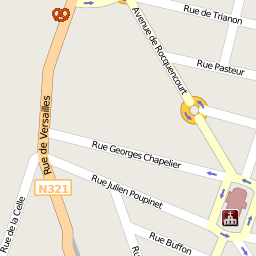 Rue de Trianon
Avenue de Rocquencourt
Rue Pasteur
Rue de Versailles
Rue Georges Chapelier
N321
Rue Julien Poupinet
Rue de la Celle
Rue Buffon